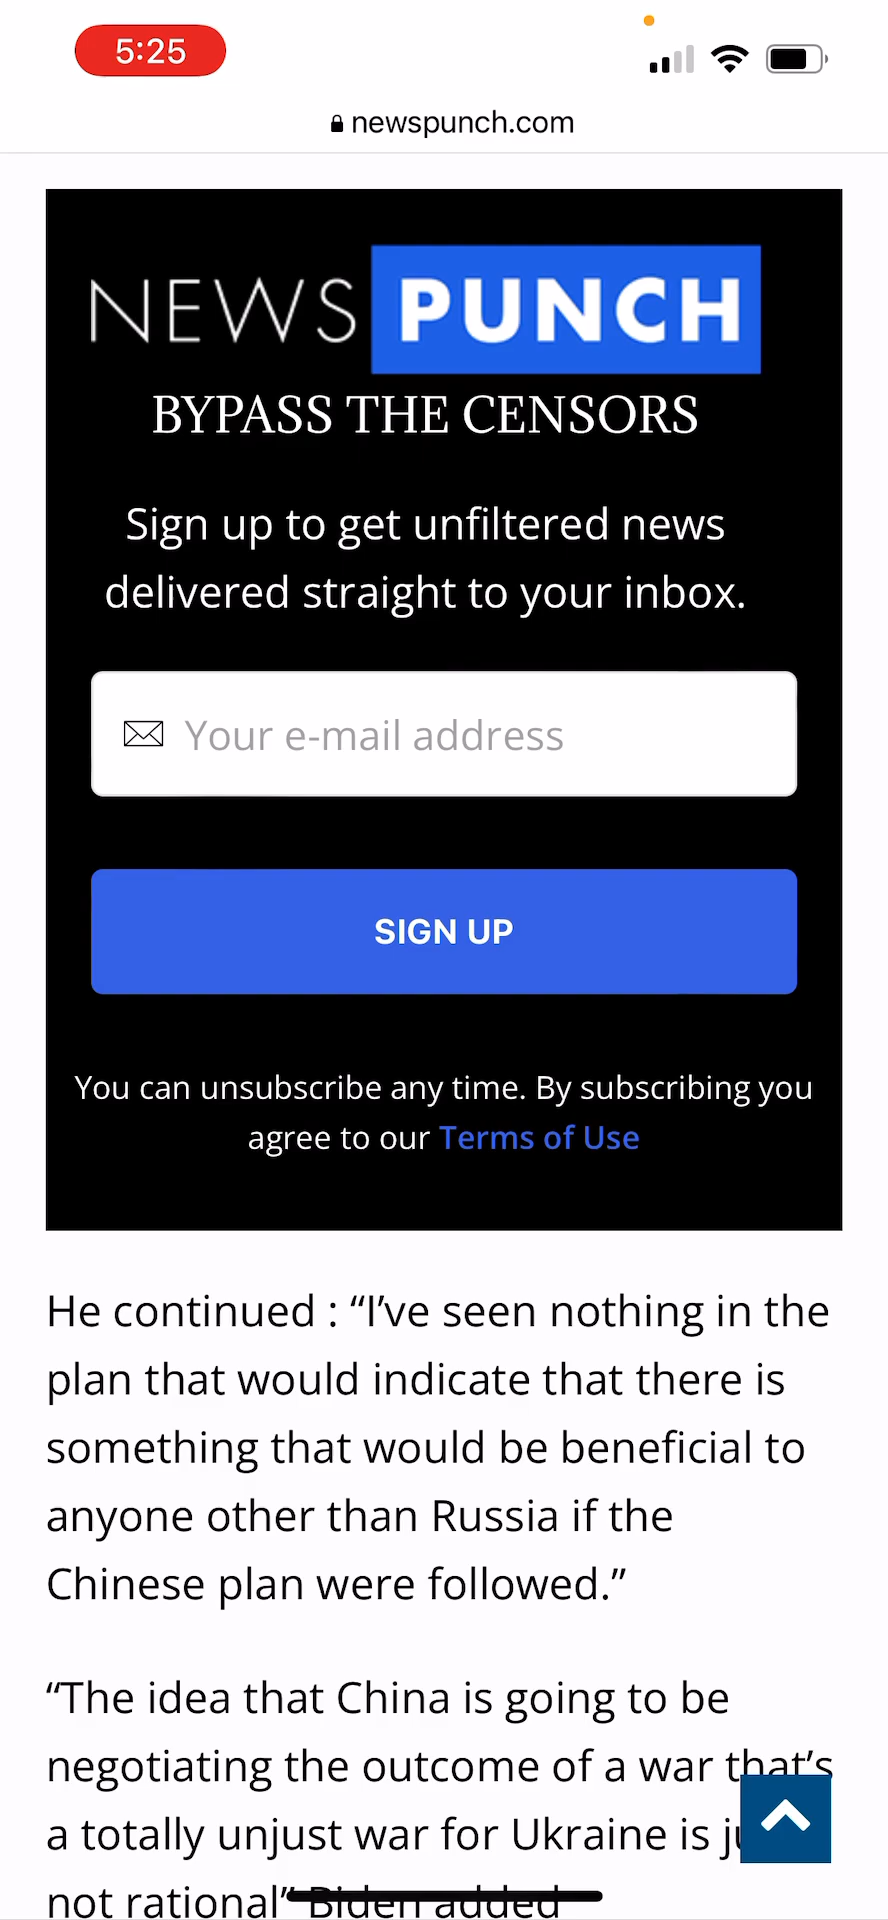 5:25
newspunch.com
NEWS PUNCH
BYPASS THE CENSORS
Sign up to get unfiltered news
delivered straight to your inbox.
Your e-mail address
SIGN UP
You can unsubscribe any time. By subscribing you
agree to our Terms of Use
He continued : “I’ve seen nothing in the
plan that would indicate that there is
something that would be beneficial to
anyone other than Russia if the
Chinese plan were followed.”
“The idea that China is going to be
negotiating the outcome of a war that’s
a totally unjust war for Ukraine is
not rational” Biden added